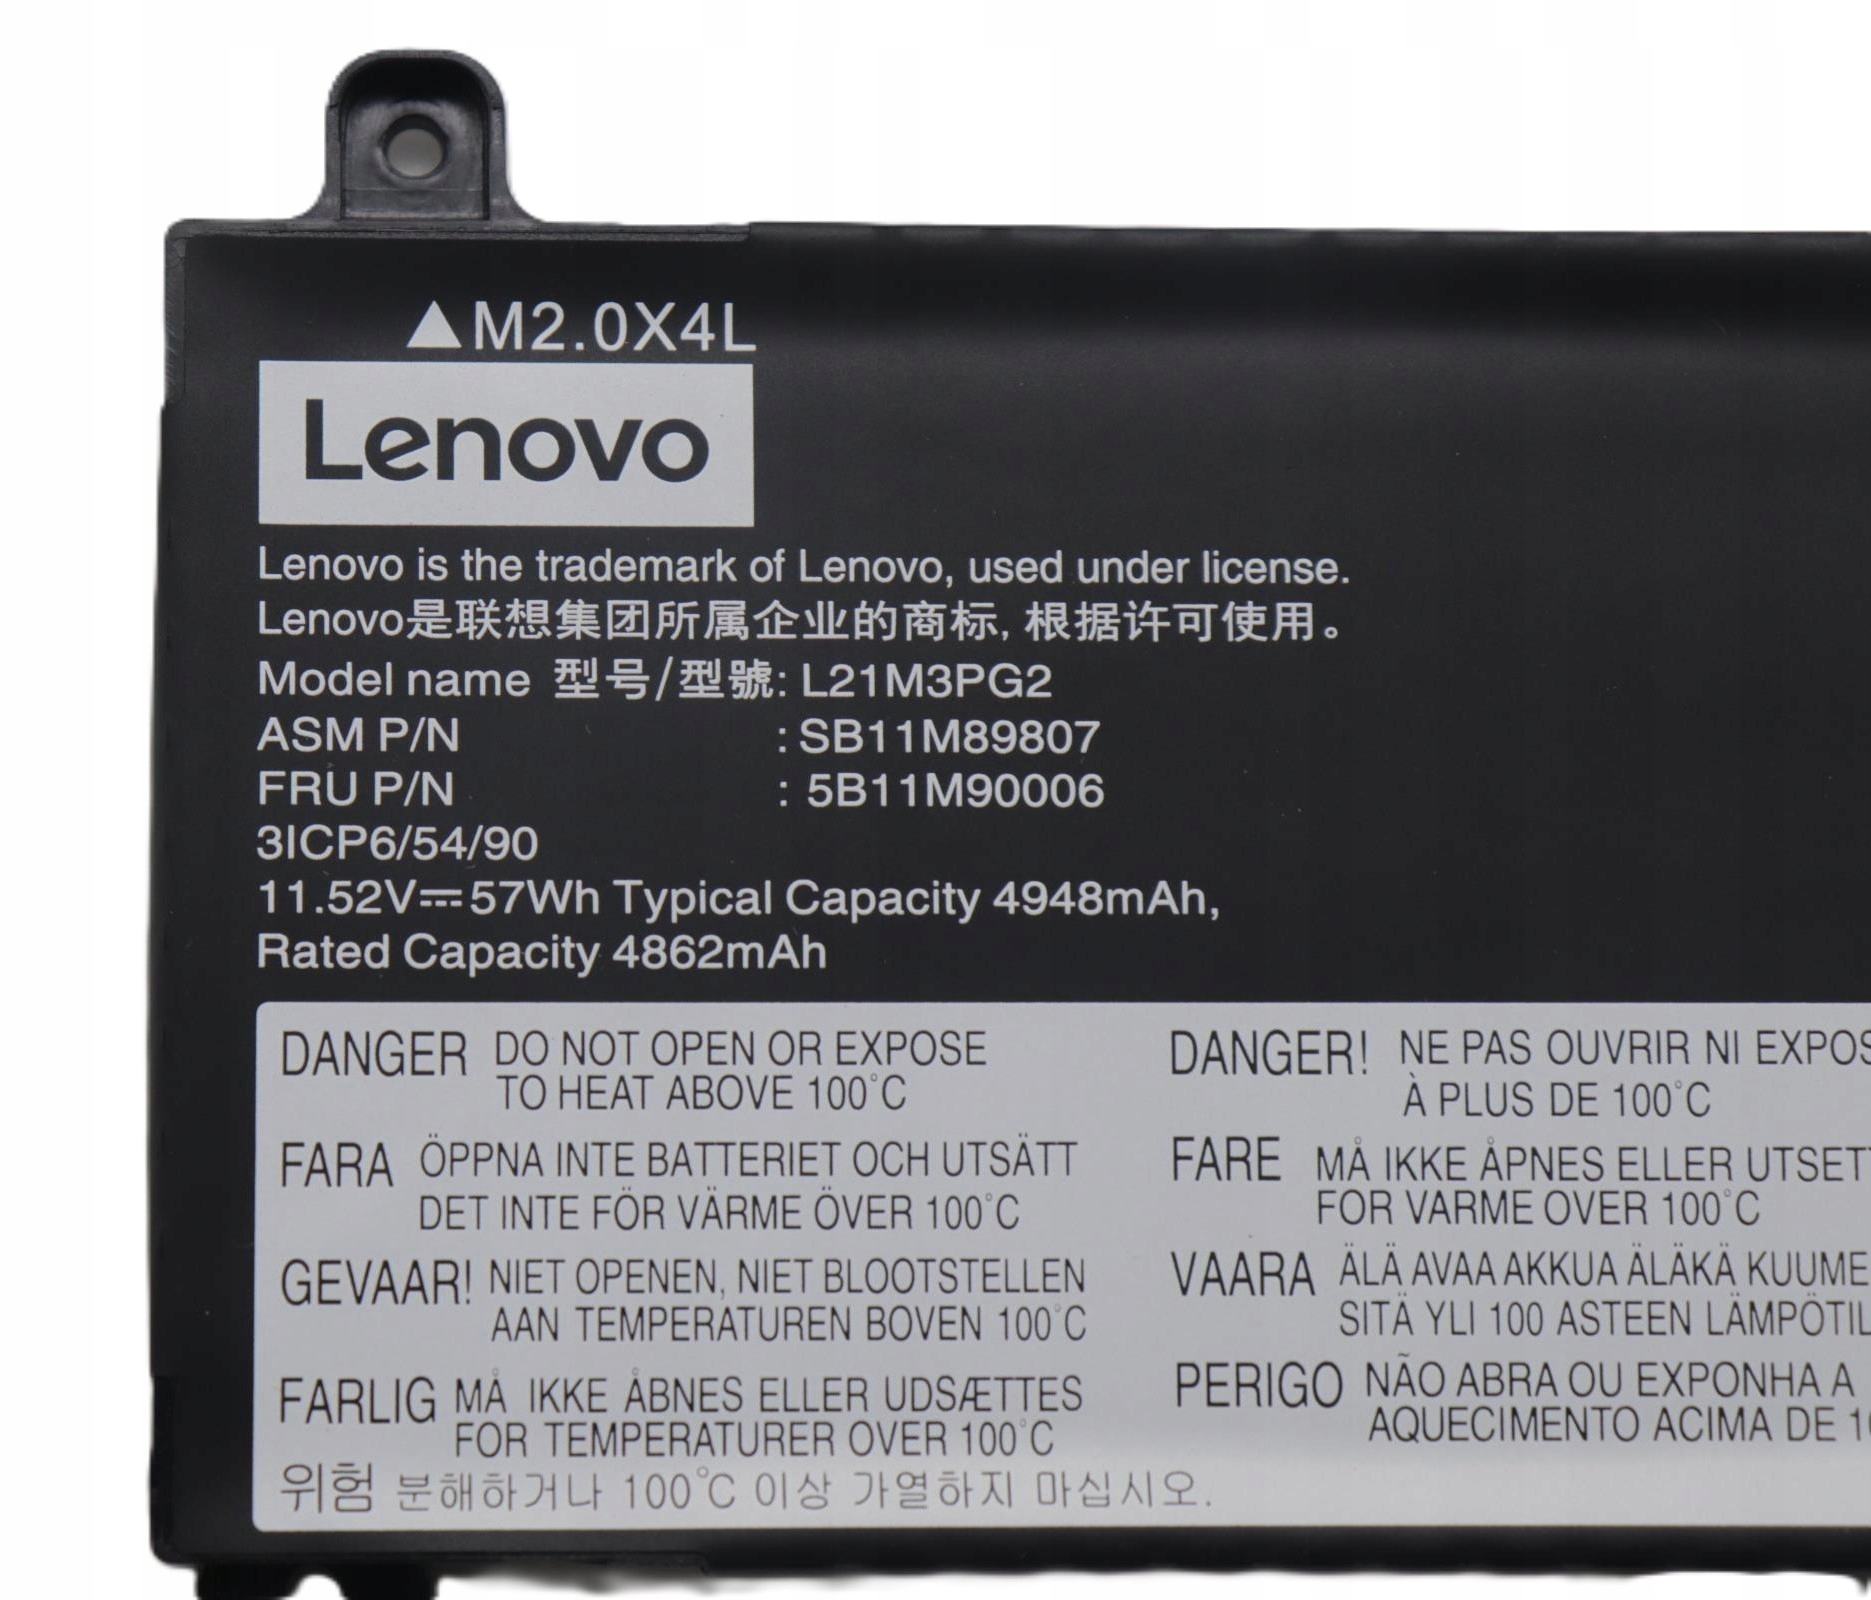 ▲M2.0X4L
Lenovo
Lenovo is the trademark of Lenovo, used under license.
Lenovo是联想集团所属企业的商标, 根据许可使用。
Model name 型号/型號: L21M3PG2
ASM P/N : SB11M89807
FRU P/N : 5B11M90006
3ICP6/54/90
11.52V⎓57Wh Typical Capacity 4948mAh,
Rated Capacity 4862mAh
DANGER DO NOT OPEN OR EXPOSE
TO HEAT ABOVE 100°C
FARA ÖPPNA INTE BATTERIET OCH UTSÄTT
DET INTE FÖR VÄRME ÖVER 100°C
GEVAAR! NIET OPENEN, NIET BLOOTSTELLEN
AAN TEMPERATUREN BOVEN 100°C
FARLIG MÅ IKKE ÅBNES ELLER UDSÆTTES
FOR TEMPERATURER OVER 100°C
위험 분해하거나 100°C 이상 가열하지 마십시오.
DANGER! NE PAS OUVRIR NI EXPOS
À PLUS DE 100°C
FARE MÅ IKKE ÅPNES ELLER UTSETT
FOR VARME OVER 100°C
VAARA ÄLÄ AVAA AKKUA ÄLÄKÄ KUUME
SITÄ YLI 100 ASTEEN LÄMPÖTIL
PERIGO NÃO ABRA OU EXPONHA A
AQUECIMENTO ACIMA DE